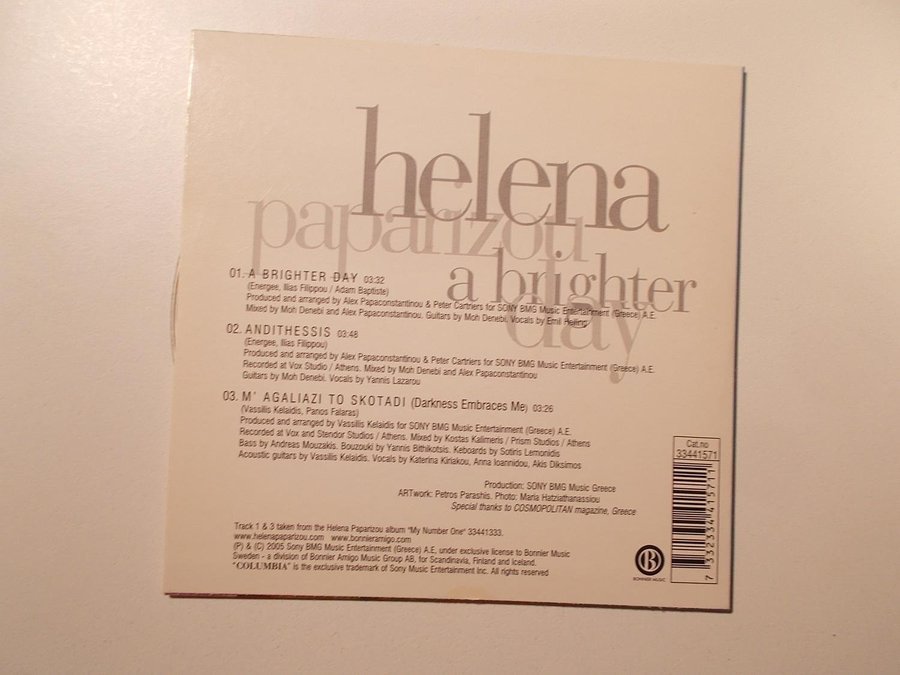 helena
paparizou
a brighter
day
01. A BRIGHTER DAY 03:32
(Energee, Ilias Filippou / Adam Baptiste)
Produced and arranged by Alex Papaconstantinou & Peter Cartriers for SONY BMG Music Entertainment (Greece) A.E.
Mixed by Moh Denebi and Alex Papaconstantinou. Guitars by Moh Denebi. Vocals by Emil Heiling
02. ANDITHESSIS 03:48
(Energee, Ilias Filippou)
Produced and arranged by Alex Papaconstantinou & Peter Cartriers for SONY BMG Music Entertainment (Greece) A.E.
Recorded at Vox Studio / Athens. Mixed by Moh Denebi and Alex Papaconstantinou
Guitars by Moh Denebi. Vocals by Yannis Lazarou
03. M' AGALIAZI TO SKOTADI (Darkness Embraces Me) 03:26
(Vassilis Kelaidis, Panos Falaras)
Produced and arranged by Vassilis Kelaidis for SONY BMG Music Entertainment (Greece) A.E.
Recorded at Vox and Stendor Studios / Athens. Mixed by Kostas Kalimeris / Prism Studios / Athens
Bass by Andreas Mouzakis. Bouzouki by Yannis Bithikotsis. Keboards by Sotiris Lemonidis
Acoustic guitars by Vassilis Kelaidis. Vocals by Katerina Kiriakou, Anna Ioannidou, Akis Diksimos
Production: SONY BMG Music Greece
ARTwork: Petros Parashis. Photo: Maria Hatziathanassiou
Special thanks to COSMOPOLITAN magazine, Greece
Track 1 & 3 taken from the Helena Paparizou album "My Number One" 33441333.
www.helenapaparizou.com www.bonnieramigo.com
(P) & (C) 2005 Sony BMG Music Entertainment (Greece) A.E, under exclusive license to Bonnier Music
Sweden - a division of Bonnier Amigo Music Group AB, for Scandinavia, Finland and Iceland.
"COLUMBIA" is the exclusive trademark of Sony Music Entertainment Inc. All rights reserved
B
BONNIER MUSIC
Cat.no
33441571
7 332334 415711